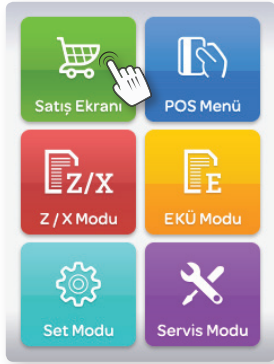 Satış Ekranı
POS Menü
Z/X
Z / X Modu
E
EKÜ Modu
Set Modu
Servis Modu